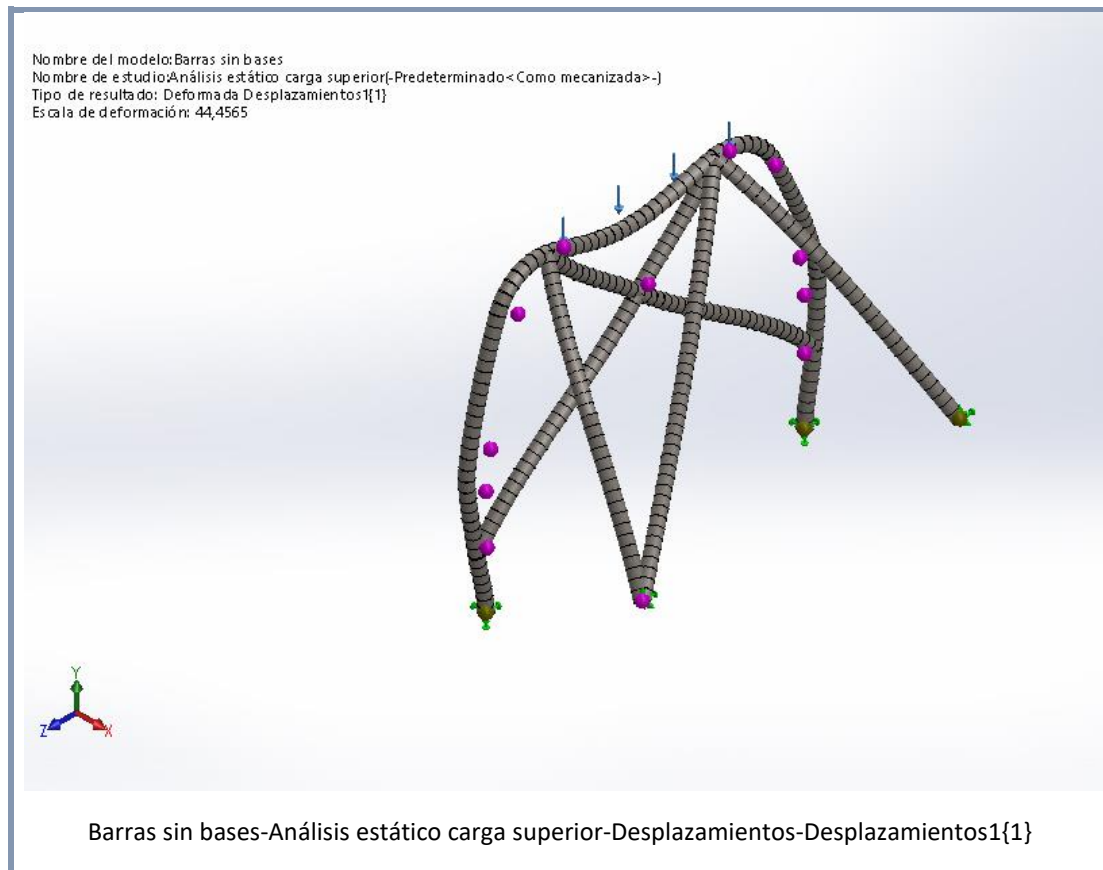 Nombre del modelo:Barras sin bases
Nombre de estudio:Análisis estático carga superior(-Predeterminado<Como mecanizada>-)
Tipo de resultado: Deformada Desplazamientos1{1}
Escala de deformación: 44,4565
Y
Z
X
Barras sin bases-Análisis estático carga superior-Desplazamientos-Desplazamientos1{1}